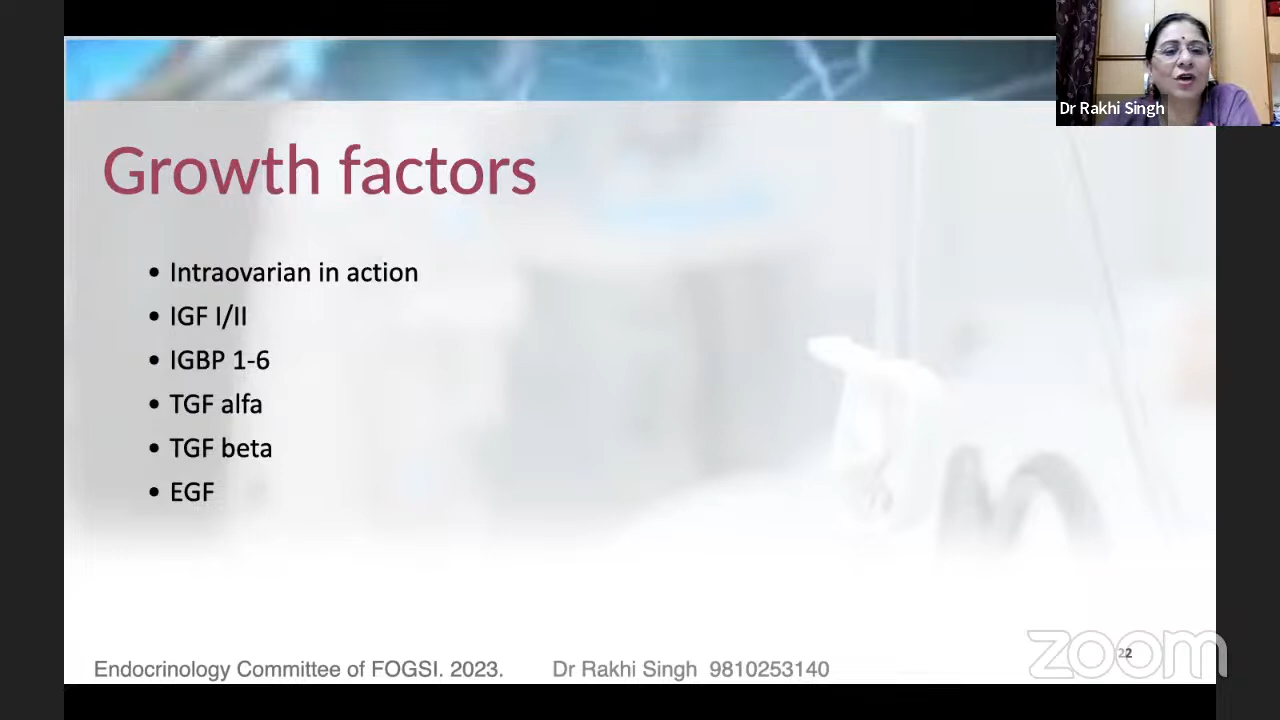 Dr Rakhi Singh
Growth factors
• Intraovarian in action
• IGF I/II
• IGBP 1-6
• TGF alfa
• TGF beta
• EGF
Endocrinology Committee of FOGSI. 2023. Dr Rakhi Singh 9810253140
22
zoom